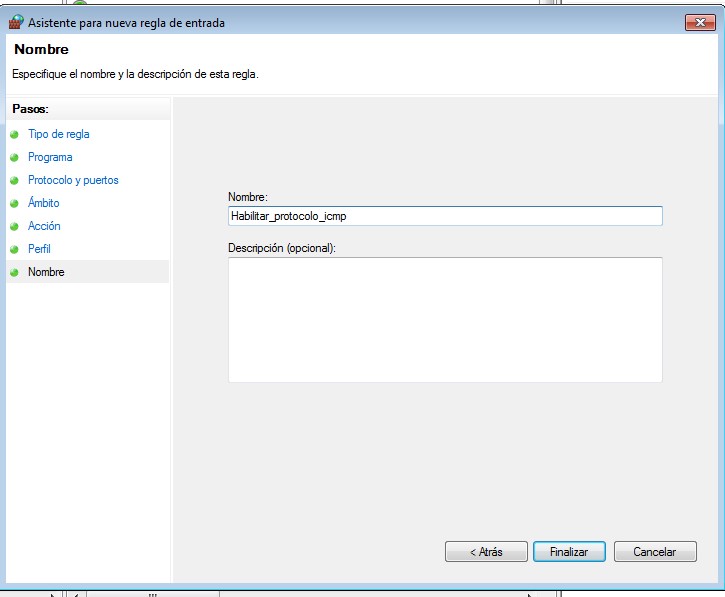 Asistente para nueva regla de entrada
Nombre
Especifique el nombre y la descripción de esta regla.
Pasos:
Tipo de regla
Programa
Protocolo y puertos
Ámbito
Acción
Perfil
Nombre
Nombre:
Habilitar_protocolo_icmp
Descripción (opcional):
< Atrás
Finalizar
Cancelar